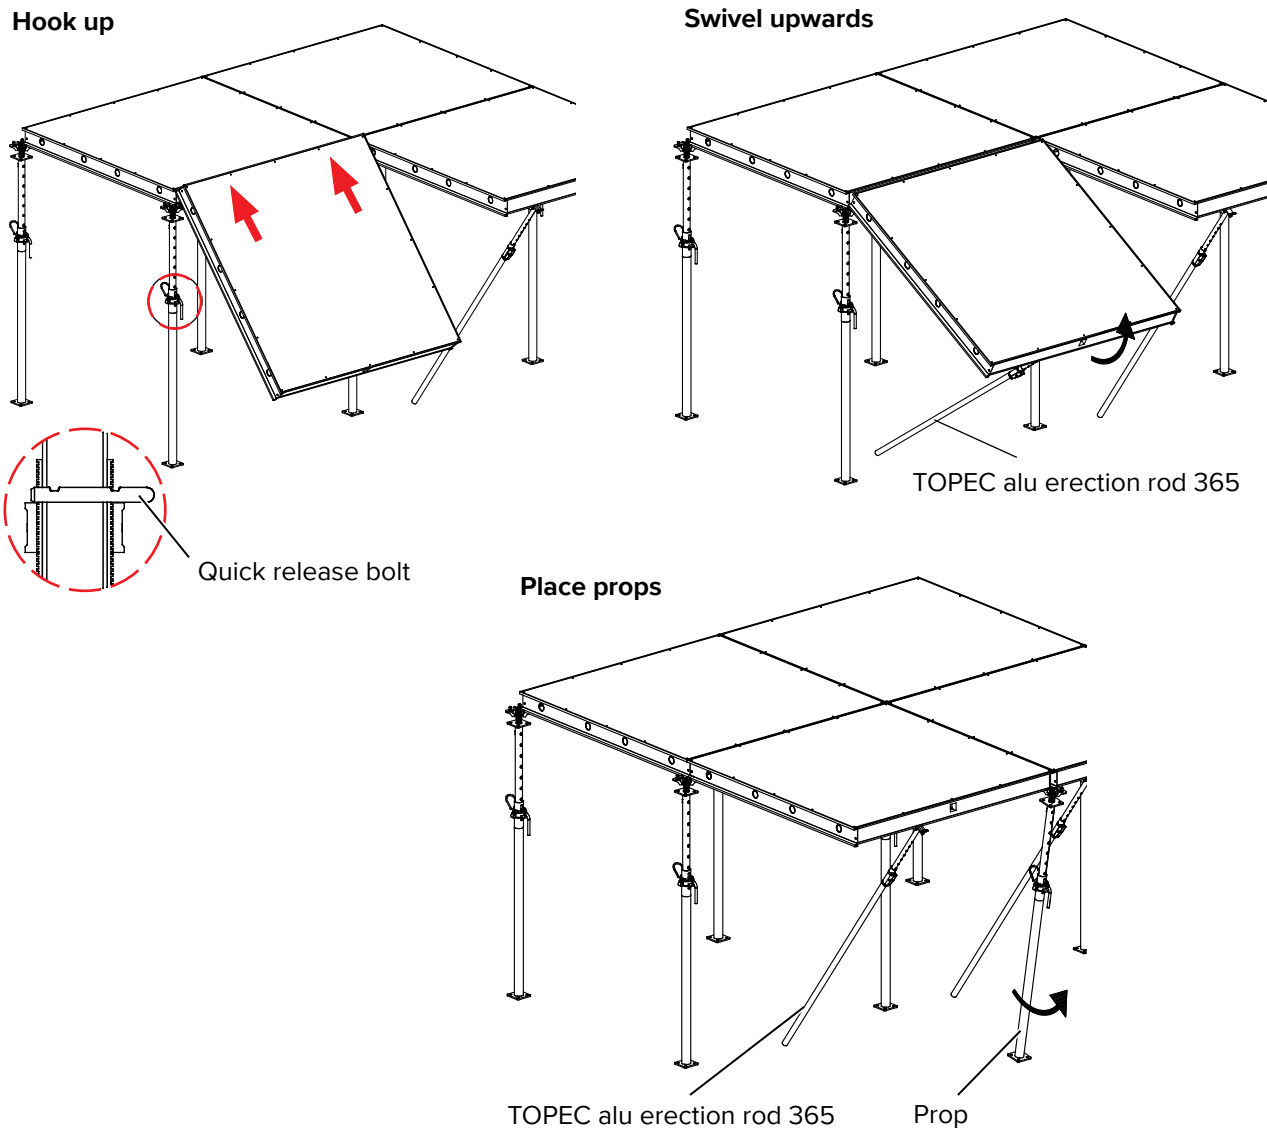 Hook up
Swivel upwards
TOPEC alu erection rod 365
Quick release bolt
Place props
TOPEC alu erection rod 365
Prop